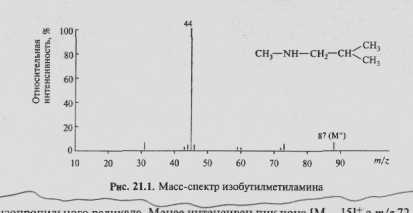 Относительная
интенсивность, %
100
80
60
40
20
0
44
CH₃—NH—CH₂—CH
CH₃
CH₃
87 (M⁺)
10 20 30 40 50 60 70 80 90 m/z
Рис. 21.1. Масс-спектр изобутилметиламина